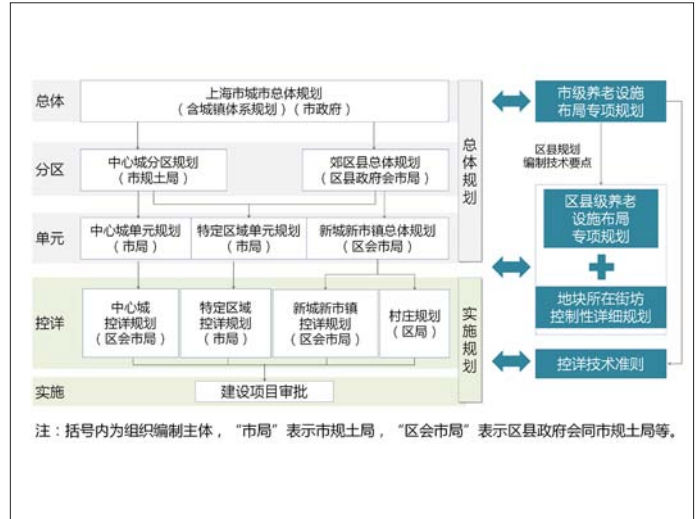 总体
上海市城市总体规划
（含城镇体系规划）（市政府）
分区
中心城分区规划
（市规土局）
郊区县总体规划
（区县政府会市局）
单元
中心城单元规划
（市局）
特定区域单元规划
（市局）
新城新市镇总体规划
（区会市局）
总体规划
控详
中心城
控详规划
（区会市局）
特定区域
控详规划
（市局）
新城新市镇
控详规划
（区会市局）
村庄规划
（区局）
实施规划
实施
建设项目审批
市级养老设施
布局专项规划
区县规划
编制技术要点
区县级养老
设施布局
专项规划
地块所在街坊
控制性详细规划
控详技术准则
注：括号内为组织编制主体，“市局”表示市规土局，“区会市局”表示区县政府会同市规土局等。